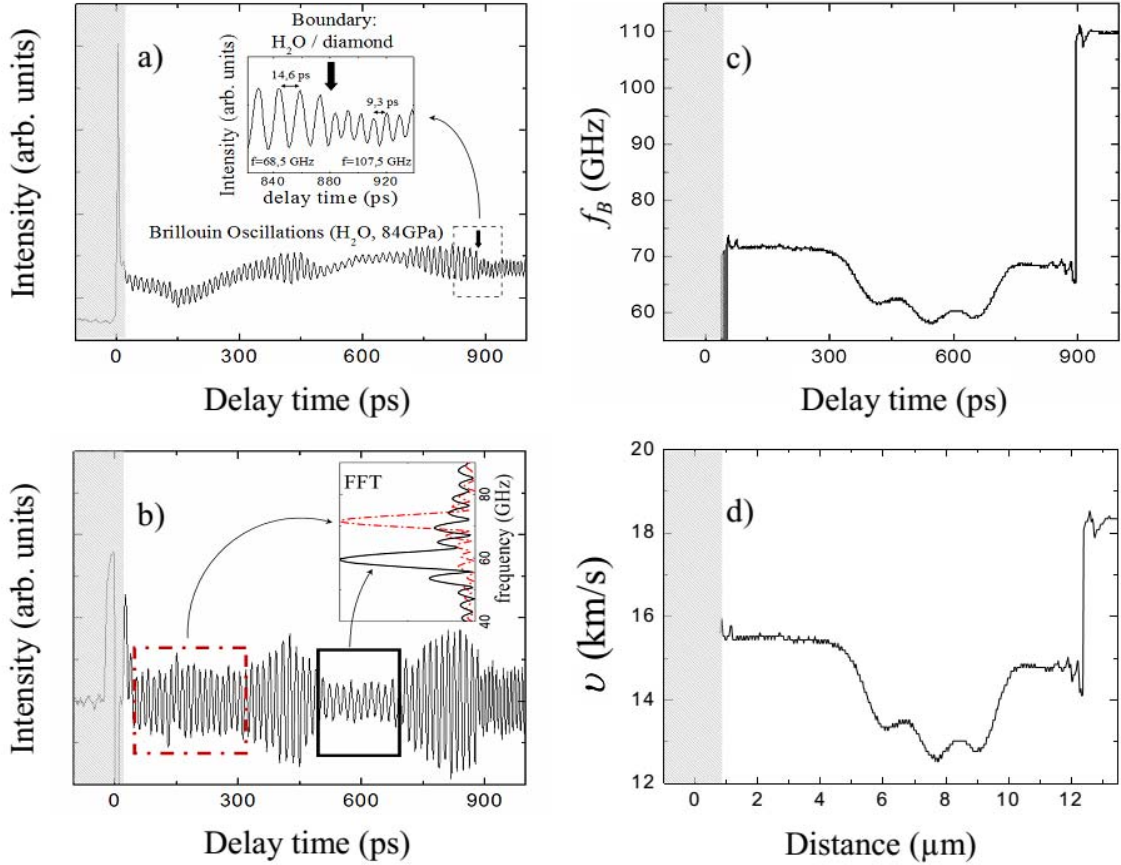 a)
Boundary:
H₂O / diamond
Intensity (arb. units)
14,6 ps
9,3 ps
f=68,5 GHz
f=107,5 GHz
840
880
920
delay time (ps)
Brillouin Oscillations (H₂O, 84GPa)
Intensity (arb. units)
0
300
600
900
Delay time (ps)
c)
f_B (GHz)
110
100
90
80
70
60
0
300
600
900
Delay time (ps)
b)
FFT
80
60
40
frequency (GHz)
Intensity (arb. units)
0
300
600
900
Delay time (ps)
d)
υ (km/s)
20
18
16
14
12
0
2
4
6
8
10
12
Distance (μm)